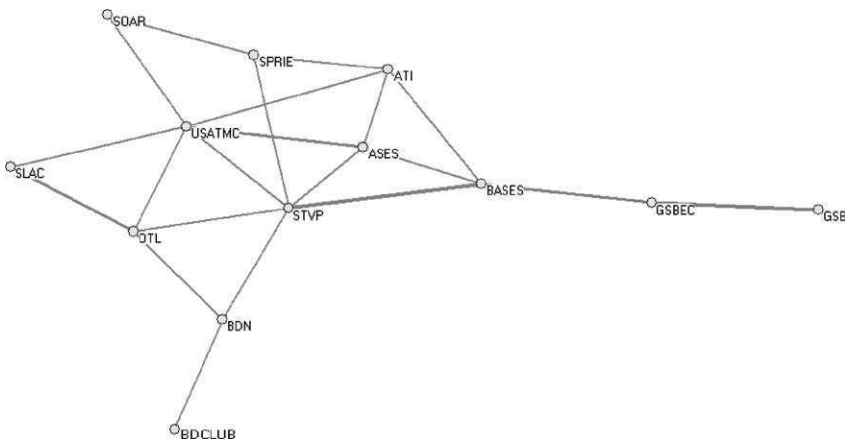 SOAR
SPRIE
ATI
USATMC
ASES
SLAC
BASES
GSBEC
STVP
GSB
OTL
BDN
BDCLUB